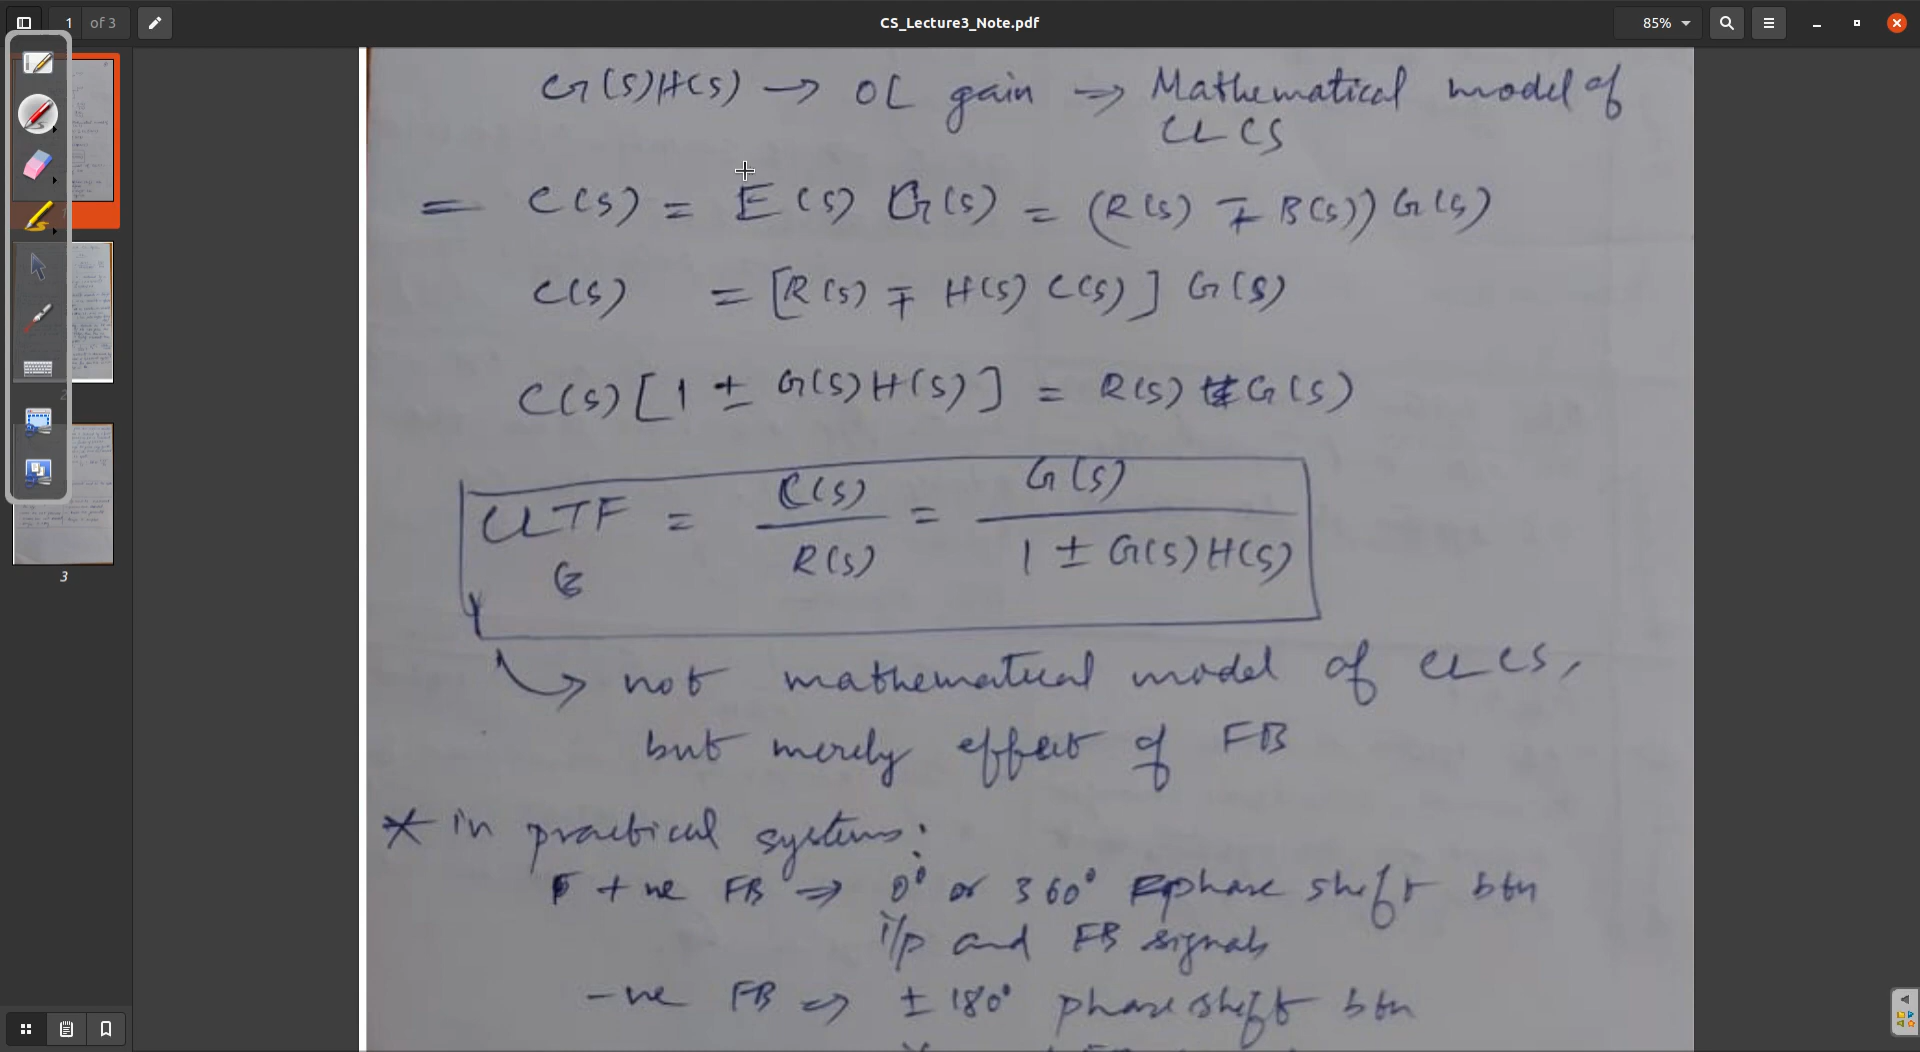 1 of 3
CS_Lecture3_Note.pdf
85%
G(s)H(s) → OL gain → Mathematical model of
CLCS
= C(s) = E(s) G(s) = (R(s) ∓ B(s)) G(s)
C(s) = [R(s) ∓ H(s) C(s)] G(s)
C(s)[1 ± G(s)H(s)] = R(s) G(s)
CLTF = C(s)/R(s) = G(s)/1 ± G(s)H(s)
↳ not mathematical model of CLCS,
but merely effect of FB
* in practical systems:
+ve FB ⇒ 0° or 360° phase shift btn
i/p and FB signals
-ve FB ⇒ ± 180° phase shift btn
3